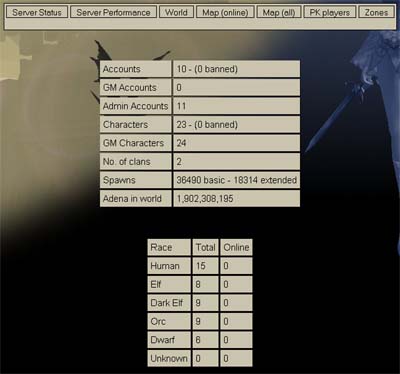 Server Status Server Performance World Map (online) Map (all) PK players Zones
Accounts 10 - (0 banned)
GM Accounts 0
Admin Accounts 11
Characters 23 - (0 banned)
GM Characters 24
No. of clans 2
Spawns 36490 basic - 18314 extended
Adena in world 1,902,308,195
Race Total Online
Human 15 0
Elf 8 0
Dark Elf 9 0
Orc 9 0
Dwarf 6 0
Unknown 0 0